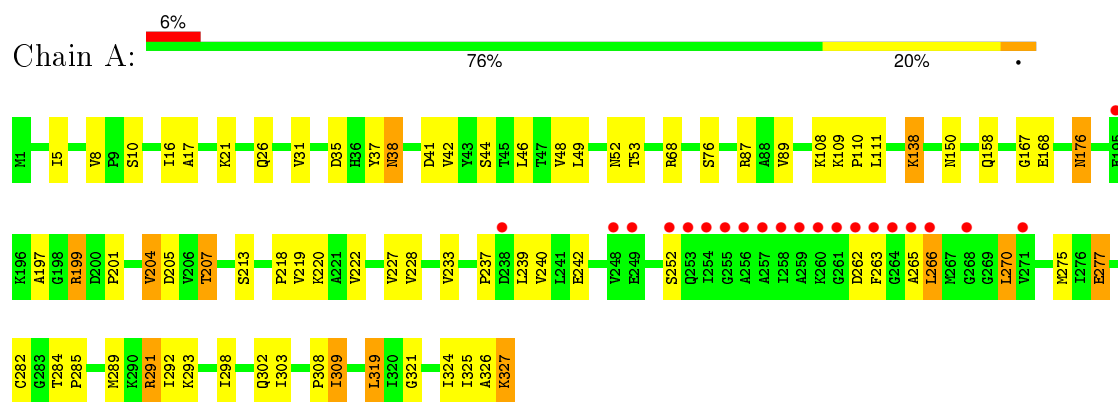 6%
Chain A:
76% 20% •
M1 I5 V8 P9 S10 I16 A17 K21 Q26 V31 D35 H36 Y37 N38 D41 V42 Y43 S44 T45 L46 T47 V48 L49 N52 T53 R68 S76 R87 A88 V89 K108 K109 P110 L111 K138 N150 Q158 G167 E168 N176 E195
K196 A197 G198 R199 D200 P201 V204 D205 V206 T207 S213 P218 V219 K220 A221 V222 V227 V228 V233 P237 D238 L239 V240 L241 E242 V248 E249 S252 Q253 I254 G255 A256 A257 I258 A259 K260 G261 D262 F263 G264 A265 L266 M267 G268 G269 L270 V271 M275 I276 E277
C282 G283 T284 P285 M289 K290 R291 I292 K293 I298 Q302 I303 P308 I309 L319 I320 G321 I324 I325 A326 K327